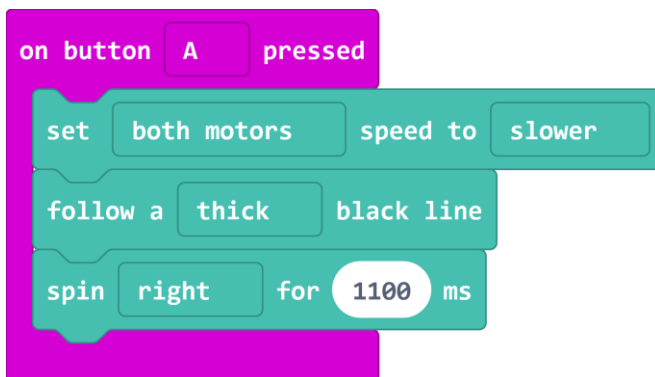 on button A pressed
set both motors speed to slower
follow a thick black line
spin right for 1100 ms